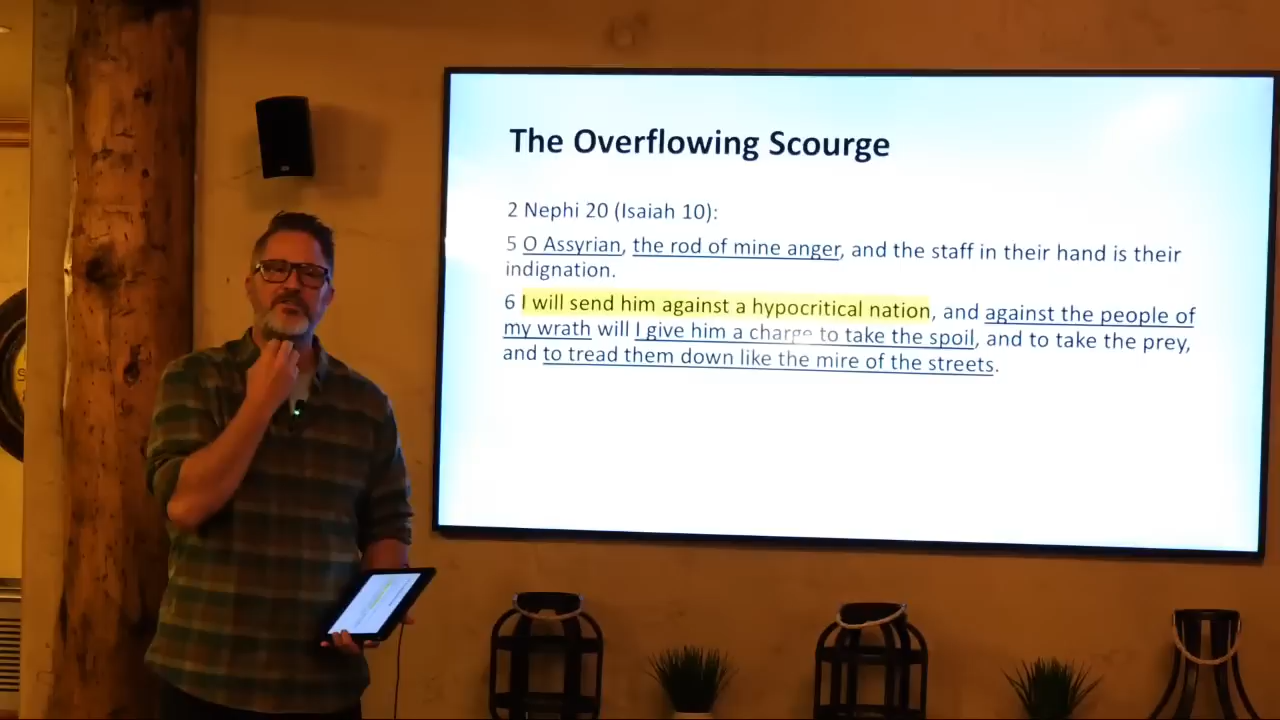 The Overflowing Scourge
2 Nephi 20 (Isaiah 10):
5 O Assyrian, the rod of mine anger, and the staff in their hand is their
indignation.
6 I will send him against a hypocritical nation, and against the people of
my wrath will I give him a charge to take the spoil, and to take the prey,
and to tread them down like the mire of the streets.